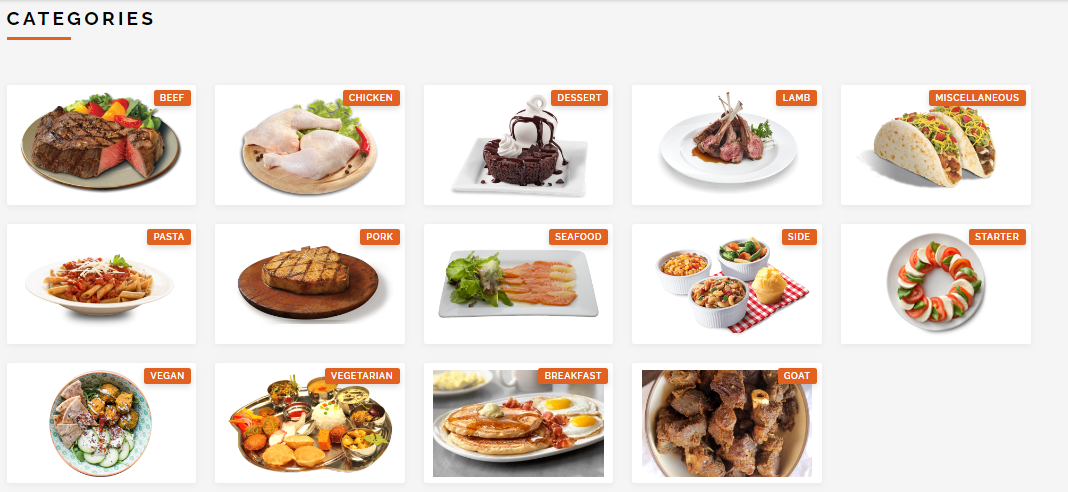 CATEGORIES
BEEF
CHICKEN
DESSERT
LAMB
MISCELLANEOUS
PASTA
PORK
SEAFOOD
SIDE
STARTER
VEGAN
VEGETARIAN
BREAKFAST
GOAT